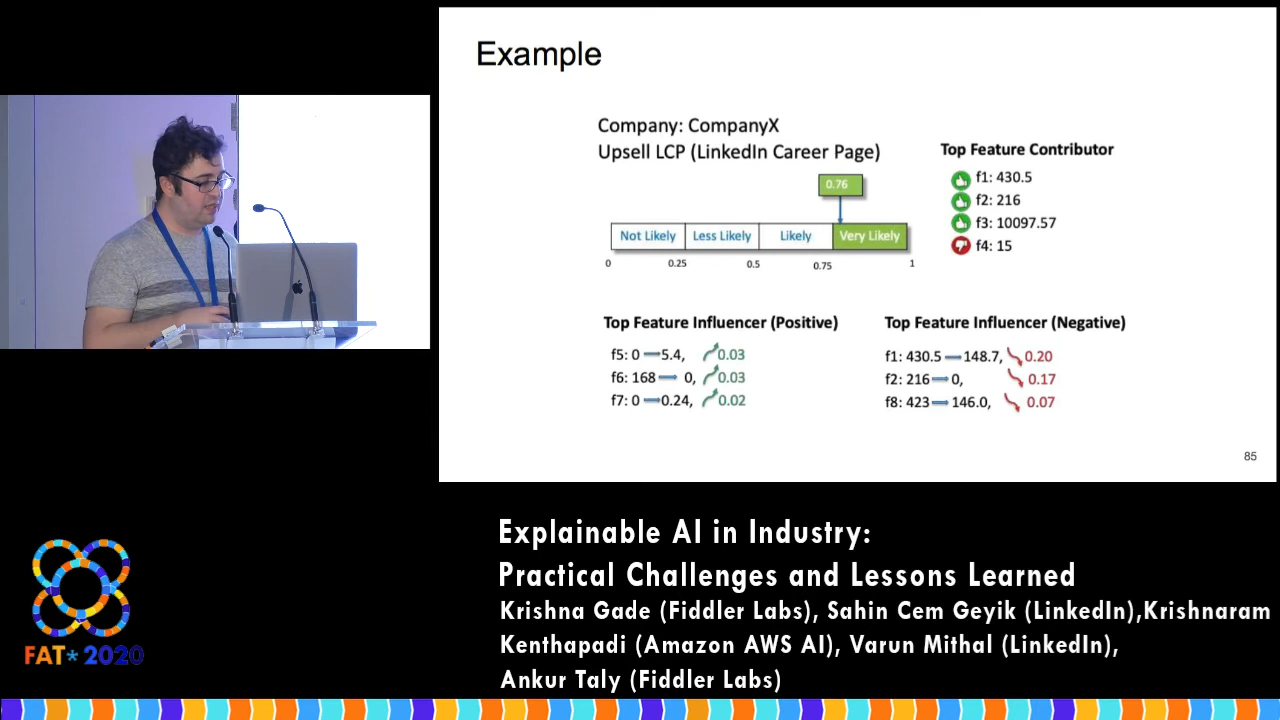 Example
Company: CompanyX
Upsell LCP (LinkedIn Career Page)
0.76
Not Likely Less Likely Likely Very Likely
0 0.25 0.5 0.75 1
Top Feature Contributor
f1: 430.5
f2: 216
f3: 10097.57
f4: 15
Top Feature Influencer (Positive)
f5: 0 5.4, 0.03
f6: 168 0, 0.03
f7: 0 0.24, 0.02
Top Feature Influencer (Negative)
f1: 430.5 148.7, 0.20
f2: 216 0, 0.17
f8: 423 146.0, 0.07
85
Explainable AI in Industry:
Practical Challenges and Lessons Learned
Krishna Gade (Fiddler Labs), Sahin Cem Geyik (LinkedIn),Krishnaram
Kenthapadi (Amazon AWS AI), Varun Mithal (LinkedIn),
Ankur Taly (Fiddler Labs)
FAT* 2020